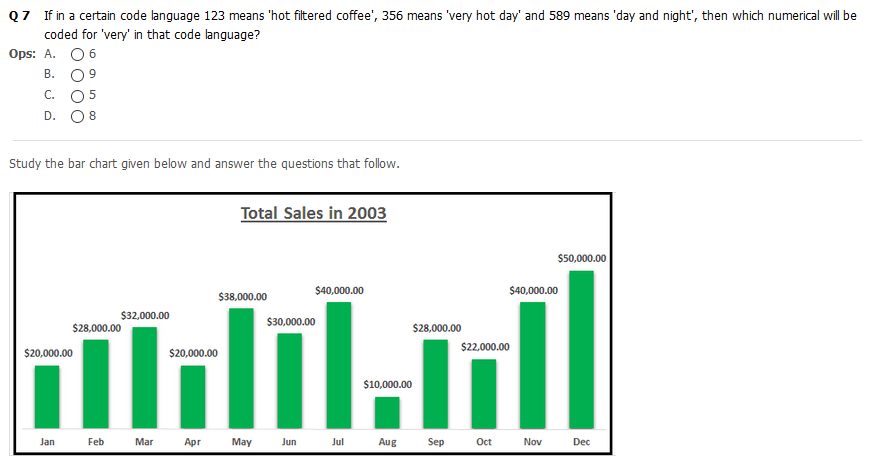 Q 7 If in a certain code language 123 means 'hot filtered coffee', 356 means 'very hot day' and 589 means 'day and night', then which numerical will be
coded for 'very' in that code language?
Ops: A. 6
B. 9
C. 5
D. 8
Study the bar chart given below and answer the questions that follow.
Total Sales in 2003
$50,000.00
$40,000.00 $40,000.00
$38,000.00
$32,000.00
$30,000.00
$28,000.00 $28,000.00
$22,000.00
$20,000.00 $20,000.00
$10,000.00
Jan Feb Mar Apr May Jun Jul Aug Sep Oct Nov Dec